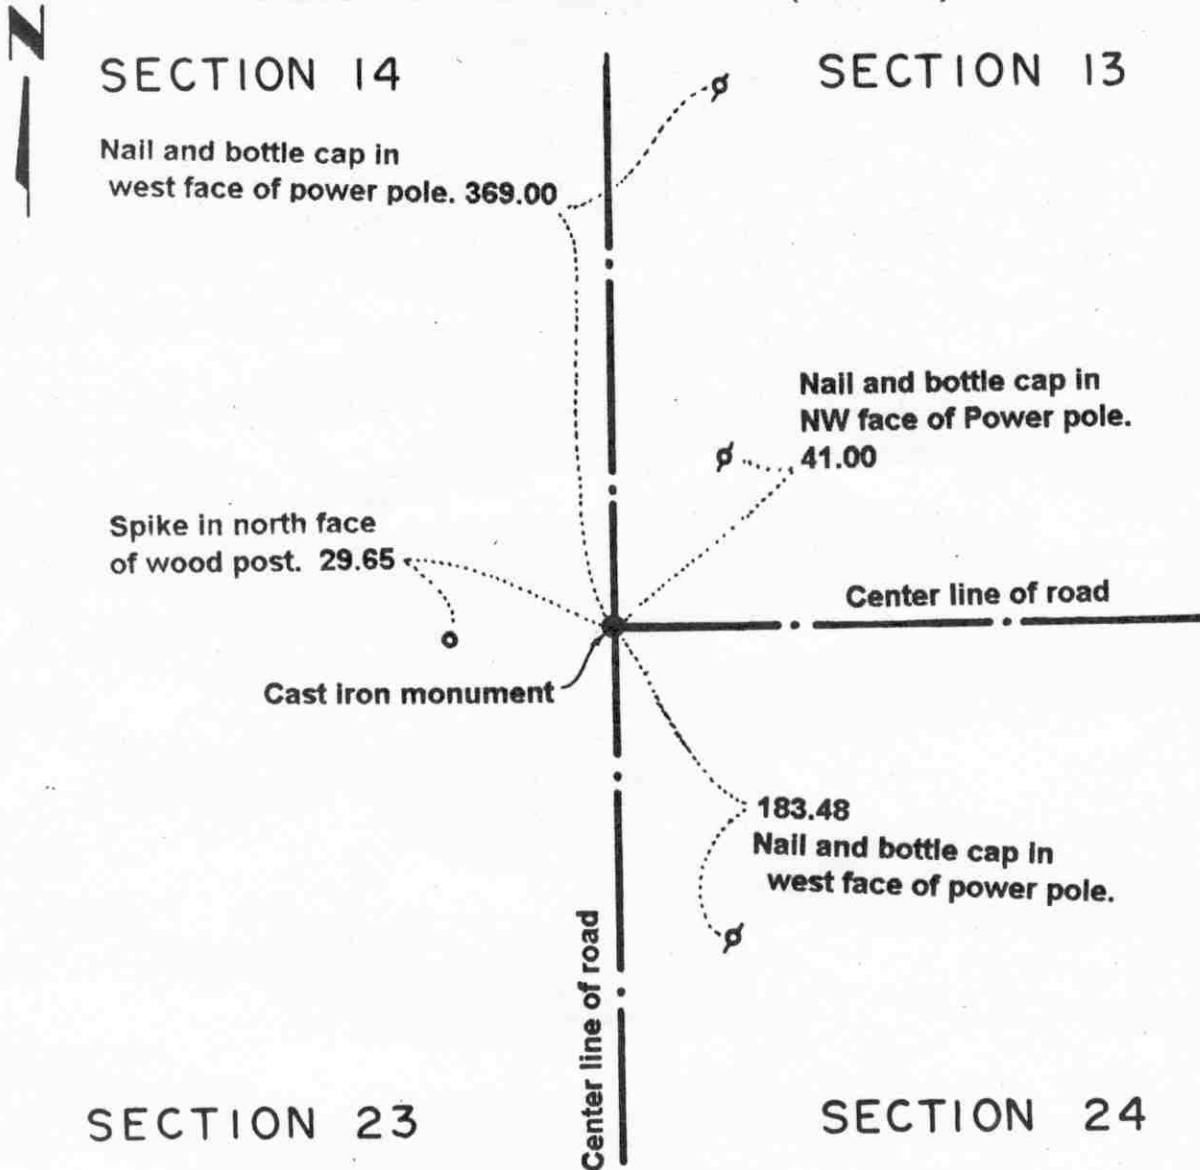 N
SECTION 14
SECTION 13
Nail and bottle cap in
west face of power pole. 369.00
Nail and bottle cap in
NW face of Power pole.
41.00
Spike in north face
of wood post. 29.65
Center line of road
Cast iron monument
183.48
Nail and bottle cap in
west face of power pole.
Center line of road
SECTION 23
SECTION 24